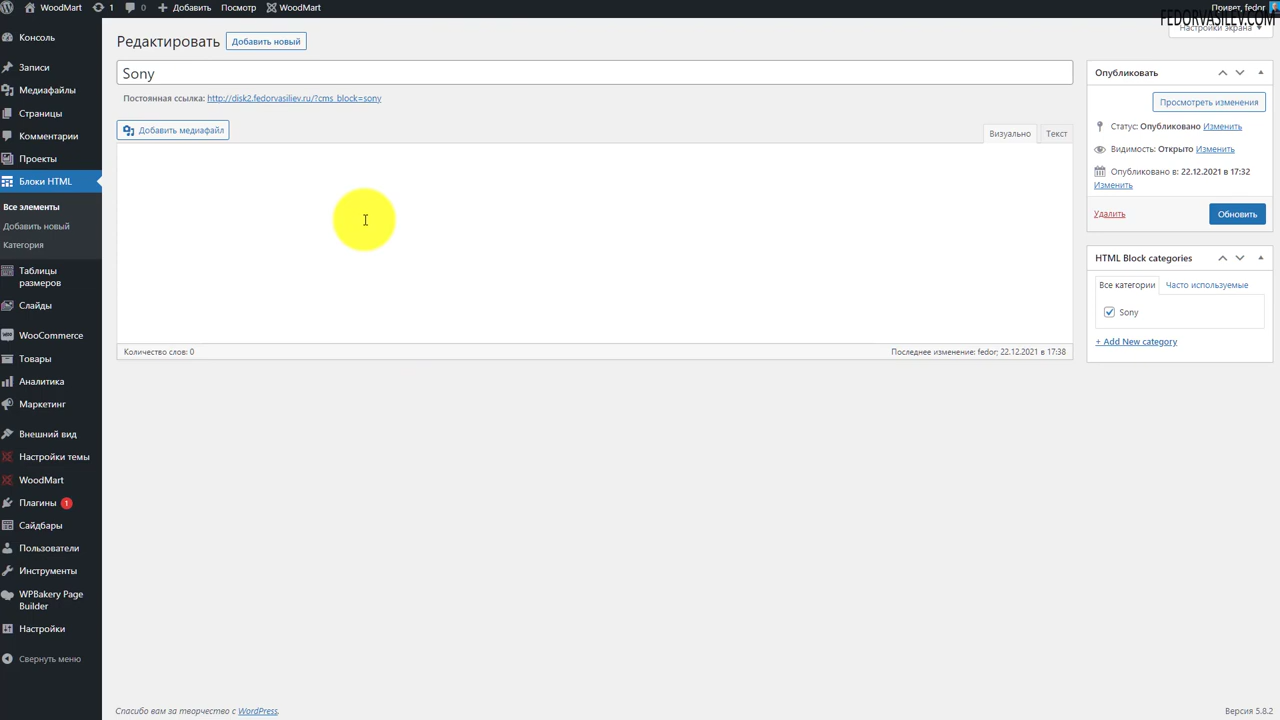 WoodMart 1 0 Добавить Посмотр WoodMart Привет, fedor
FEDORVASILEV.COM
Настройки экрана
Консоль
Записи
Медиафайлы
Страницы
Комментарии
Проекты
Блоки HTML
Все элементы
Добавить новый
Категория
Таблицы
размеров
Слайды
WooCommerce
Товары
Аналитика
Маркетинг
Внешний вид
Настройки темы
WoodMart
Плагины 1
Сайдбары
Пользователи
Инструменты
WPBakery Page
Builder
Настройки
Свернуть меню
Редактировать Добавить новый
Sony
Постоянная ссылка: http://disk2.fedorvasiliev.ru/?cms_block=sony
Добавить медиафайл
Визуально Текст
Количество слов: 0 Последнее изменение: fedor; 22.12.2021 в 17:38
Опубликовать
Просмотреть изменения
Статус: Опубликовано Изменить
Видимость: Открыто Изменить
Опубликовано в: 22.12.2021 в 17:32
Изменить
Удалить Обновить
HTML Block categories
Все категории Часто используемые
Sony
+ Add New category
Спасибо вам за творчество с WordPress. Версия 5.8.2